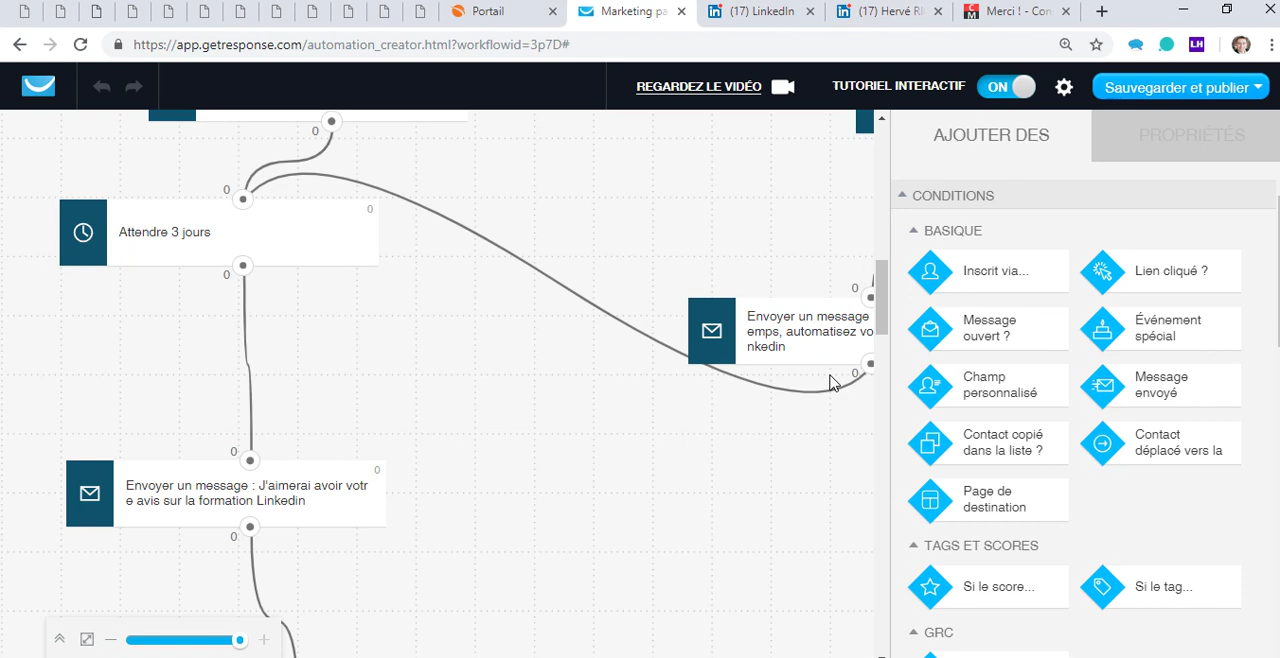 Portail
Marketing pa
(17) LinkedIn
(17) Hervé RI
Merci ! - Con
https://app.getresponse.com/automation_creator.html?workflowid=3p7D#
LH
REGARDEZ LE VIDÉO
TUTORIEL INTERACTIF
ON
Sauvegarder et publier
AJOUTER DES
PROPRIÉTÉS
CONDITIONS
BASIQUE
Inscrit via...
Lien cliqué ?
Message
ouvert ?
Événement
spécial
Champ
personnalisé
Message
envoyé
Contact copié
dans la liste ?
Contact
déplacé vers la
Page de
destination
TAGS ET SCORES
Si le score...
Si le tag...
GRC
0
0
0
Attendre 3 jours
0
0
Envoyer un message
emps, automatisez vo
nkedin
0
0
0
Envoyer un message : J'aimerai avoir votr
e avis sur la formation Linkedin
0